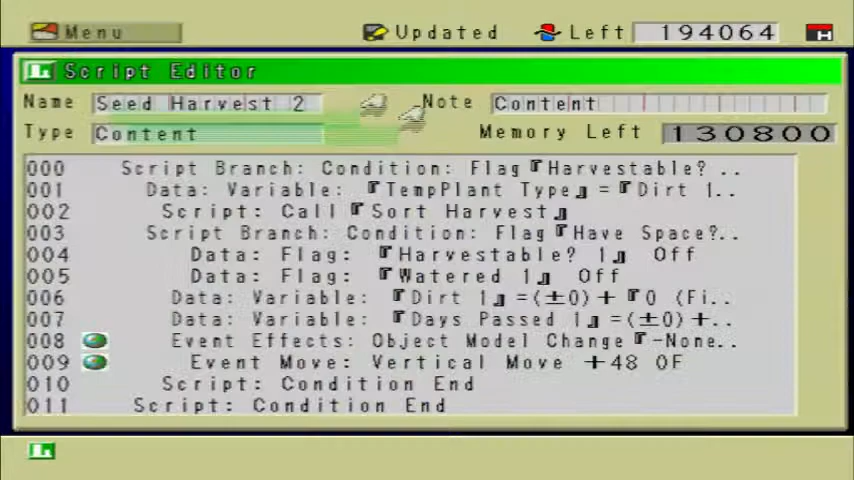 Menu Updated Left 194064
Script Editor
Name Seed Harvest 2 Note Content
Type Content Memory Left 130800
000 Script Branch: Condition: Flag『Harvestable? ..
001 Data: Variable: 『TempPlant Type』=『Dirt 1..
002 Script: Call『Sort Harvest』
003 Script Branch: Condition: Flag『Have Space?..
004 Data: Flag: 『Harvestable? 1』 Off
005 Data: Flag: 『Watered 1』 Off
006 Data: Variable: 『Dirt 1』=(±0)+『0 (Fi..
007 Data: Variable: 『Days Passed 1』=(±0)+..
008 Event Effects: Object Model Change『-None..
009 Event Move: Vertical Move +48 OF
010 Script: Condition End
011 Script: Condition End